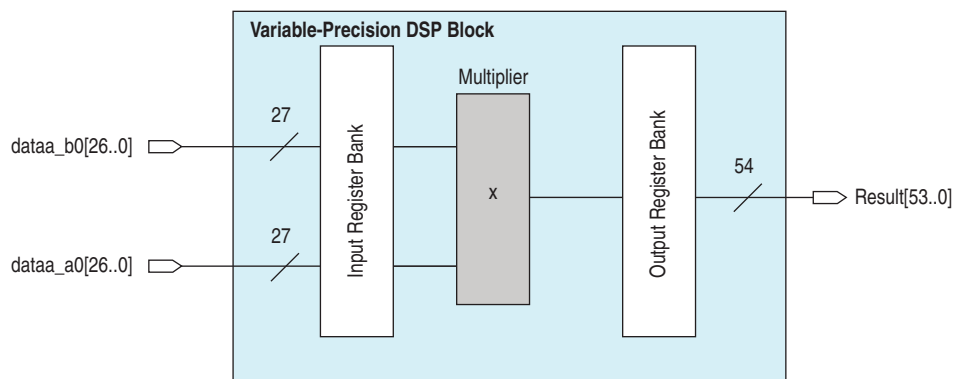 Variable-Precision DSP Block
Multiplier
27
dataa_b0[26..0]
Input Register Bank
x
Output Register Bank
54
Result[53..0]
27
dataa_a0[26..0]